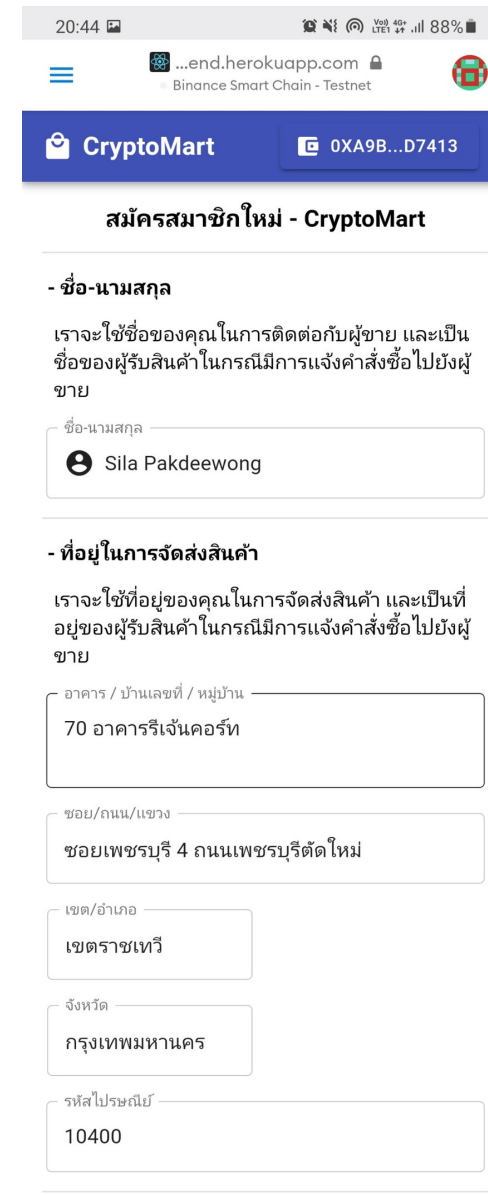 20:44
Vo)) 4G+ 88%
LTE1
...end.herokuapp.com
Binance Smart Chain - Testnet
CryptoMart
0XA9B...D7413
สมัครสมาชิกใหม่ - CryptoMart
- ชื่อ-นามสกุล
เราจะใช้ชื่อของคุณในการติดต่อกับผู้ขาย และเป็น
ชื่อของผู้รับสินค้าในกรณีมีการแจ้งคำสั่งซื้อไปยังผู้
ขาย
ชื่อ-นามสกุล
Sila Pakdeewong
- ที่อยู่ในการจัดส่งสินค้า
เราจะใช้ที่อยู่ของคุณในการจัดส่งสินค้า และเป็นที่
อยู่ของผู้รับสินค้าในกรณีมีการแจ้งคำสั่งซื้อไปยังผู้
ขาย
อาคาร / บ้านเลขที่ / หมู่บ้าน
70 อาคารรีเจ้นคอร์ท
ซอย/ถนน/แขวง
ซอยเพชรบุรี 4 ถนนเพชรบุรีตัดใหม่
เขต/อำเภอ
เขตราชเทวี
จังหวัด
กรุงเทพมหานคร
รหัสไปรษณีย์
10400